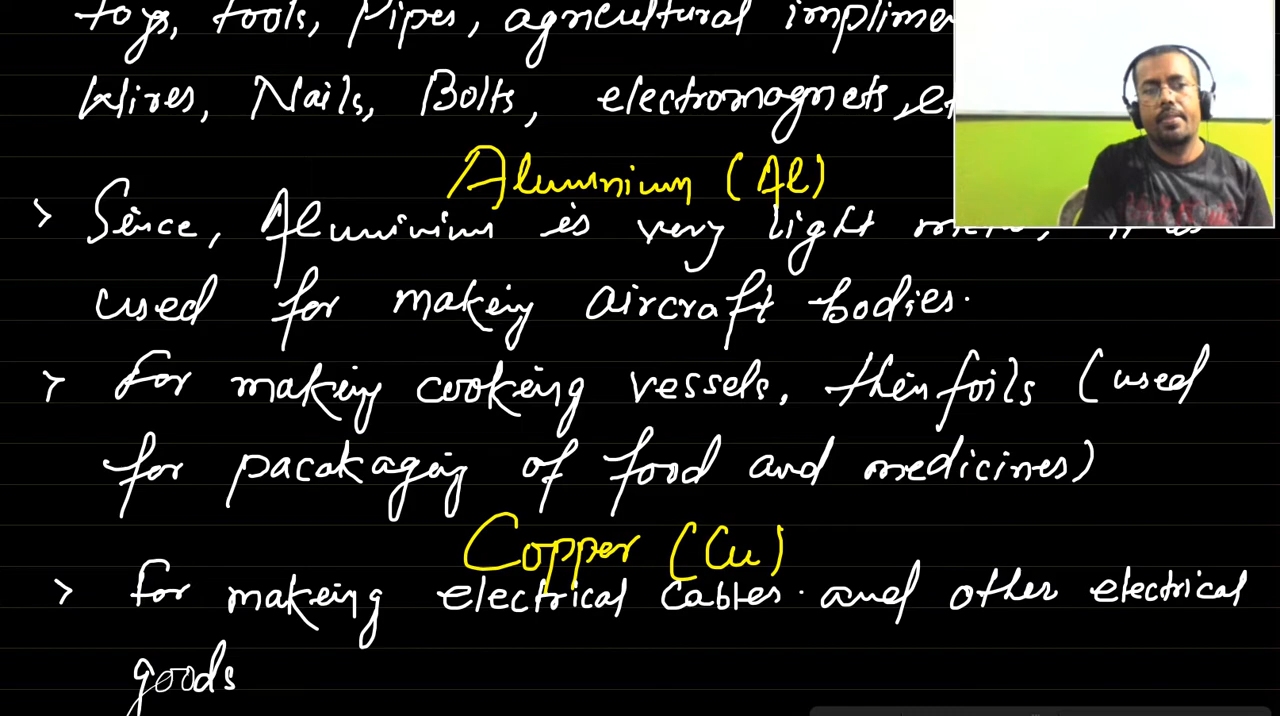 toys, tools, Pipes, agricultural
Wires, Nails, Bolts, electromagnets,
Aluminium (Al)
> Since, Aluminium is very light
used for making aircraft bodies.
> For making cooking vessels, thin foils (used
for pacakaging of food and medicines)
Copper (Cu)
> For making electrical cables. and other electrical
goods